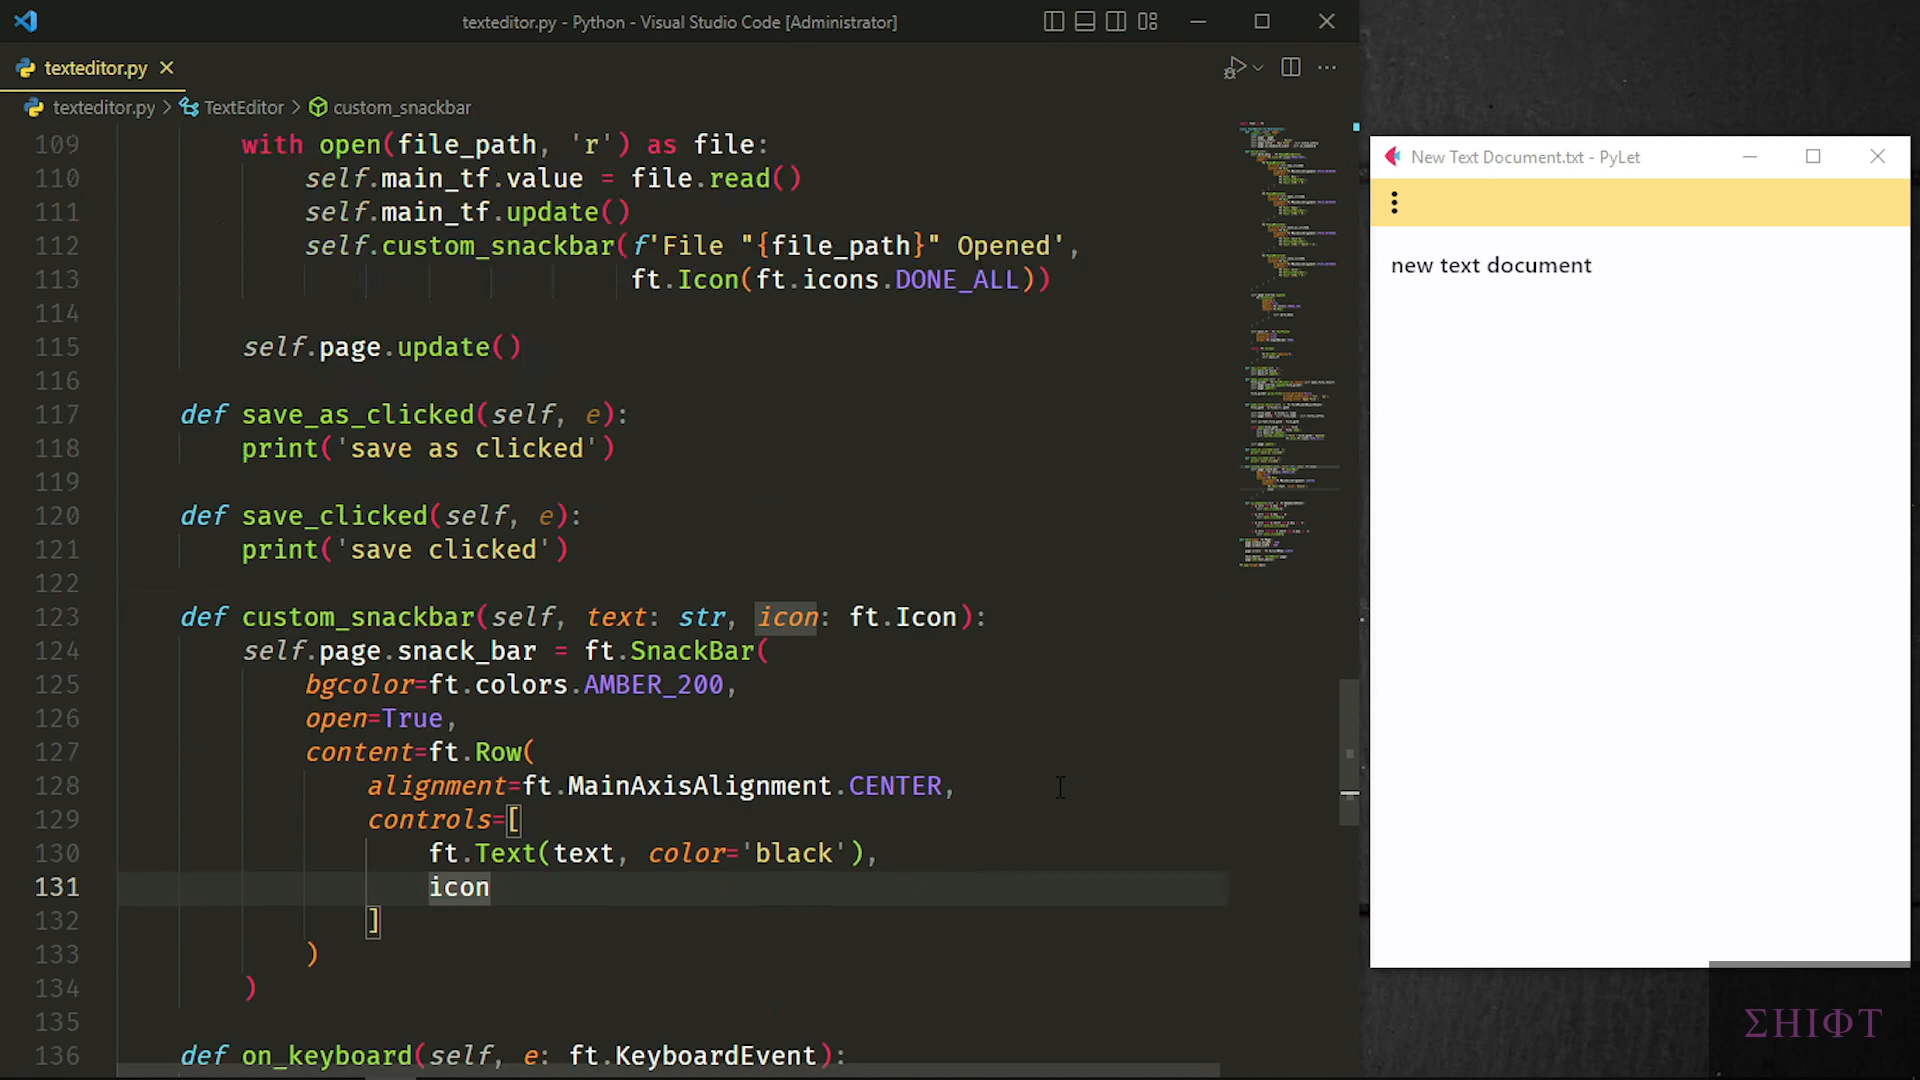 texteditor.py - Python - Visual Studio Code [Administrator]
texteditor.py
texteditor.py > TextEditor > custom_snackbar
109 with open(file_path, 'r') as file:
110 self.main_tf.value = file.read()
111 self.main_tf.update()
112 self.custom_snackbar(f'File "{file_path}" Opened',
113 ft.Icon(ft.icons.DONE_ALL))
114
115 self.page.update()
116
117 def save_as_clicked(self, e):
118 print('save as clicked')
119
120 def save_clicked(self, e):
121 print('save clicked')
122
123 def custom_snackbar(self, text: str, icon: ft.Icon):
124 self.page.snack_bar = ft.SnackBar(
125 bgcolor=ft.colors.AMBER_200,
126 open=True,
127 content=ft.Row(
128 alignment=ft.MainAxisAlignment.CENTER,
129 controls=[
130 ft.Text(text, color='black'),
131 icon
132 ]
133 )
134 )
135
136 def on_keyboard(self, e: ft.KeyboardEvent):
New Text Document.txt - PyLet
new text document
ΣHIΦT